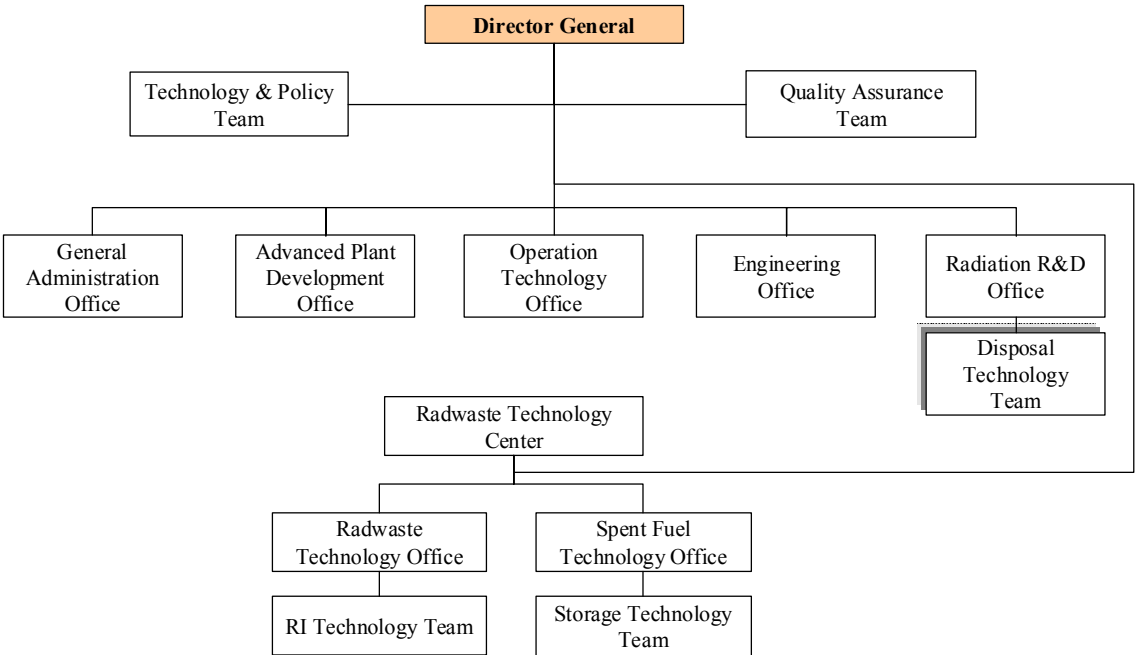 Director General
Technology & Policy
Team
Quality Assurance
Team
General
Administration
Office
Advanced Plant
Development
Office
Operation
Technology
Office
Engineering
Office
Radiation R&D
Office
Disposal
Technology
Team
Radwaste Technology
Center
Radwaste
Technology Office
Spent Fuel
Technology Office
RI Technology Team
Storage Technology
Team